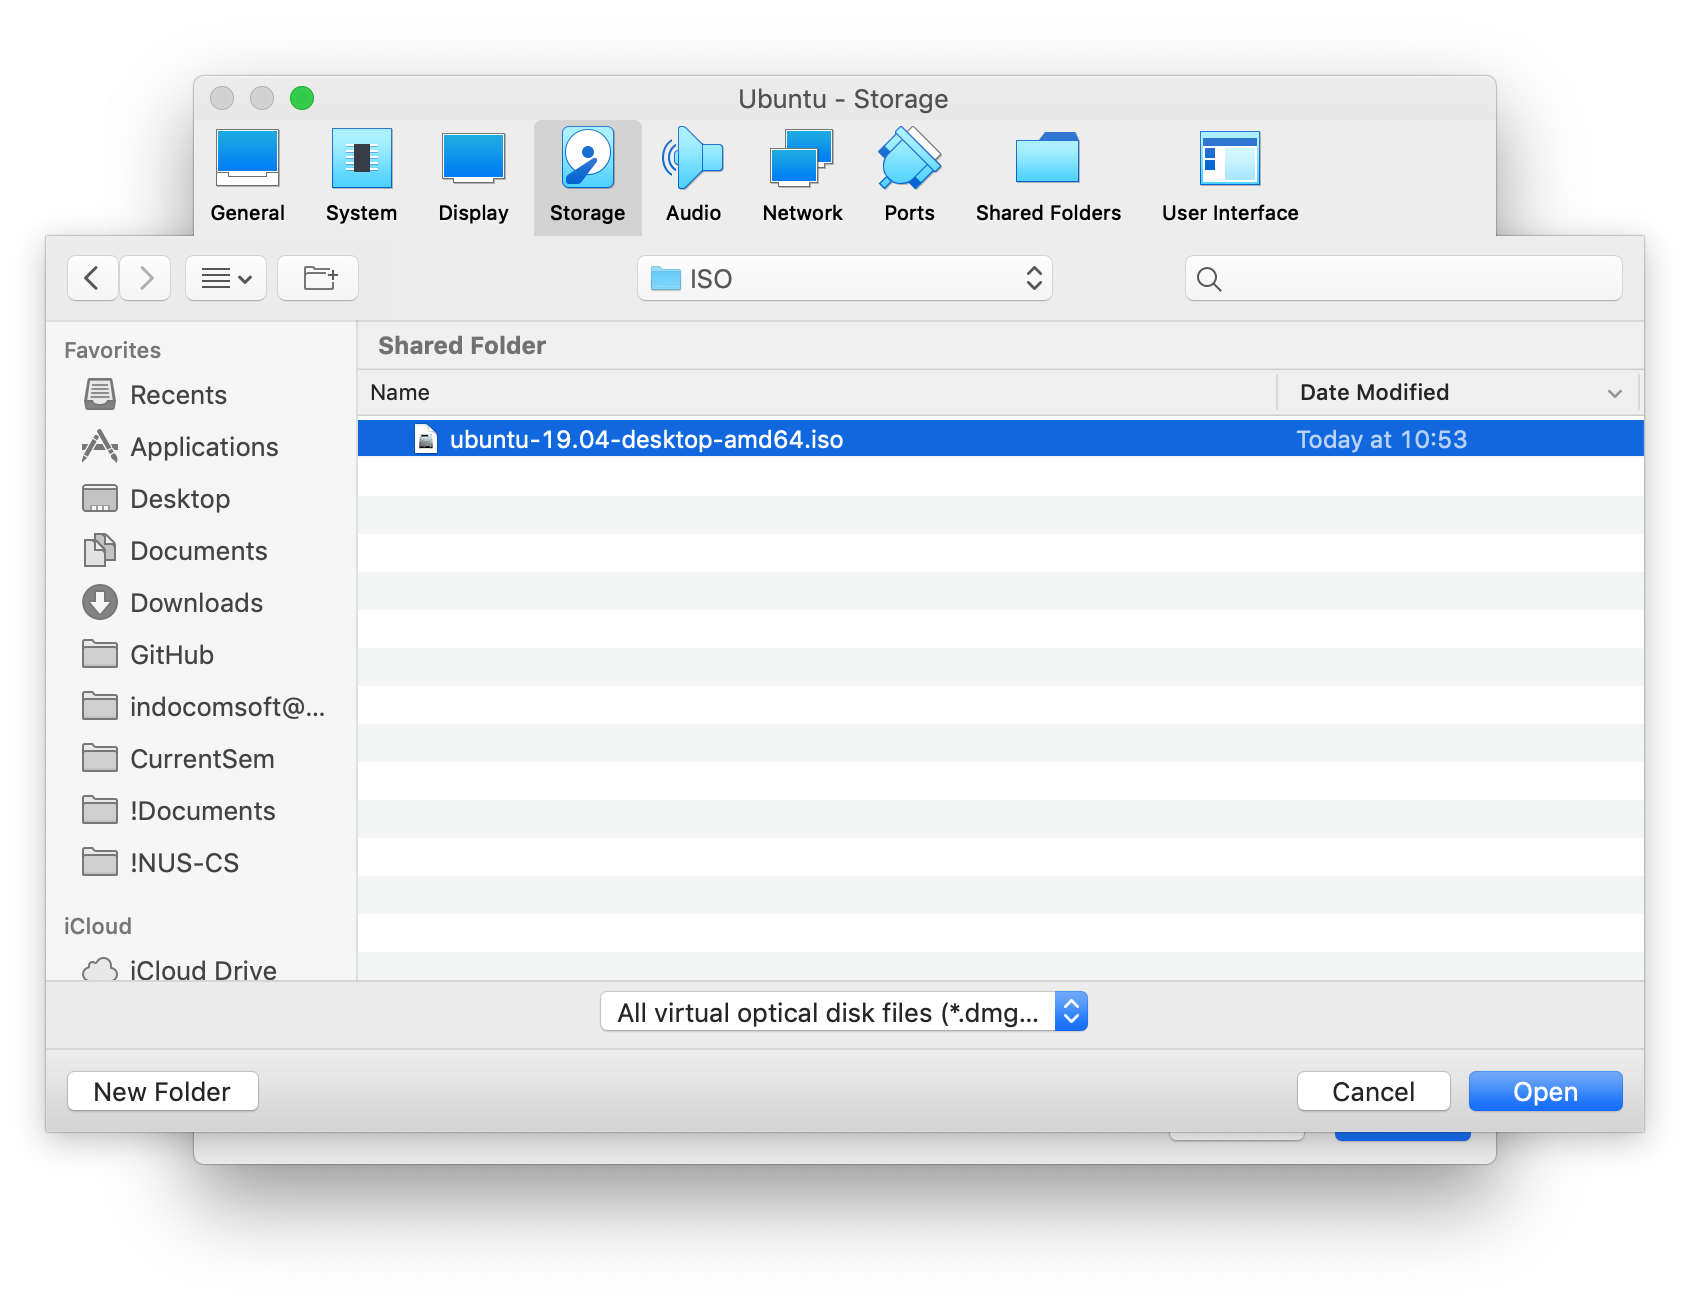 Ubuntu - Storage
General System Display Storage Audio Network Ports Shared Folders User Interface
ISO
Favorites
Recents
Applications
Desktop
Documents
Downloads
GitHub
indocomsoft@...
CurrentSem
!Documents
!NUS-CS
iCloud
iCloud Drive
Shared Folder
Name Date Modified
ubuntu-19.04-desktop-amd64.iso Today at 10:53
All virtual optical disk files (*.dmg...
New Folder Cancel Open